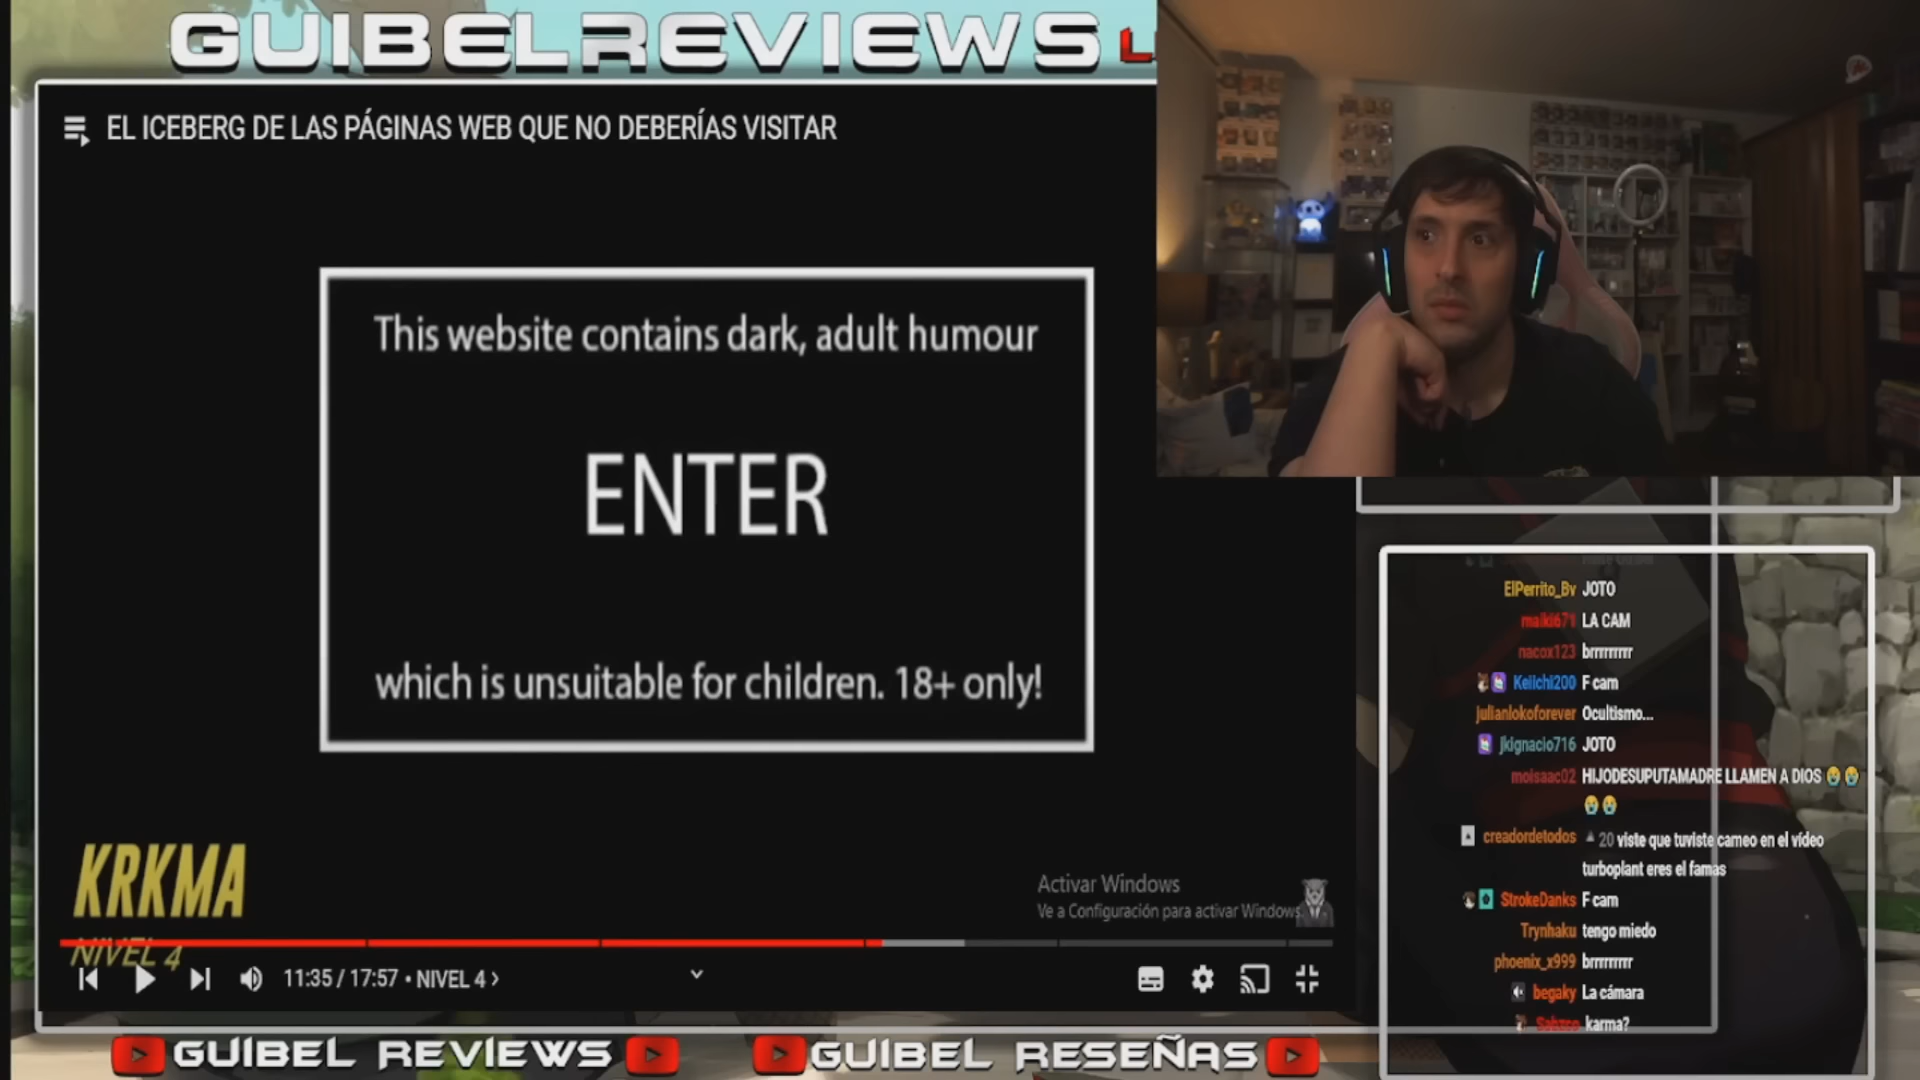 GUIBELREVIEWS
EL ICEBERG DE LAS PÁGINAS WEB QUE NO DEBERÍAS VISITAR
This website contains dark, adult humour
ENTER
which is unsuitable for children. 18+ only!
KRKMA
NIVEL 4
Activar Windows
Ve a Configuración para activar Windows.
11:35 / 17:57 • NIVEL 4 >
ElPerrito_Bv JOTO
maiki671 LA CAM
nacox123 brrrrrrrr
Keiichi200 F cam
julianlokoforever Ocultismo...
jkignacio716 JOTO
moisaac02 HIJODESUPUTAMADRE LLAMEN A DIOS 😭 😭
😭 😭
creadordetodos 20 viste que tuviste cameo en el vídeo
turboplant eres el famas
StrokeDanks F cam
Trynhaku tengo miedo
phoenix_x999 brrrrrrrr
begaky La cámara
karma?
GUIBEL REVIEWS
GUIBEL RESEÑAS